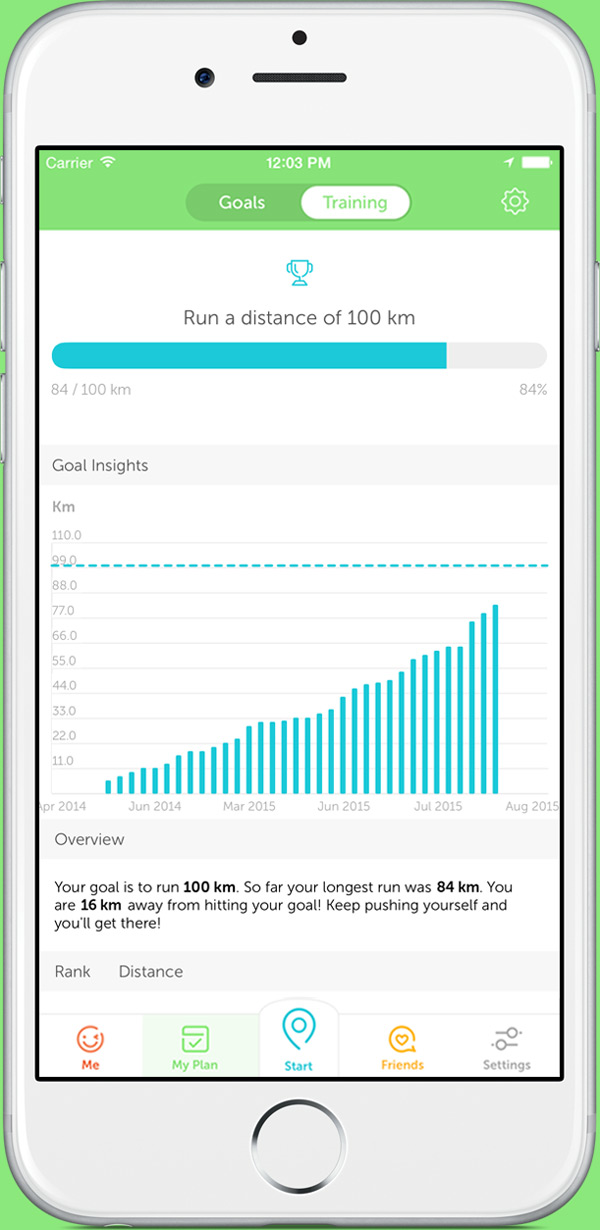 Carrier 12:03 PM
Goals Training
Run a distance of 100 km
84 / 100 km 84%
Goal Insights
Km
110.0
99.0
88.0
77.0
66.0
55.0
44.0
33.0
22.0
11.0
Apr 2014 Jun 2014 Mar 2015 Jun 2015 Jul 2015 Aug 2015
Overview
Your goal is to run 100 km. So far your longest run was 84 km. You
are 16 km away from hitting your goal! Keep pushing yourself and
you'll get there!
Rank Distance
Me My Plan Start Friends Settings